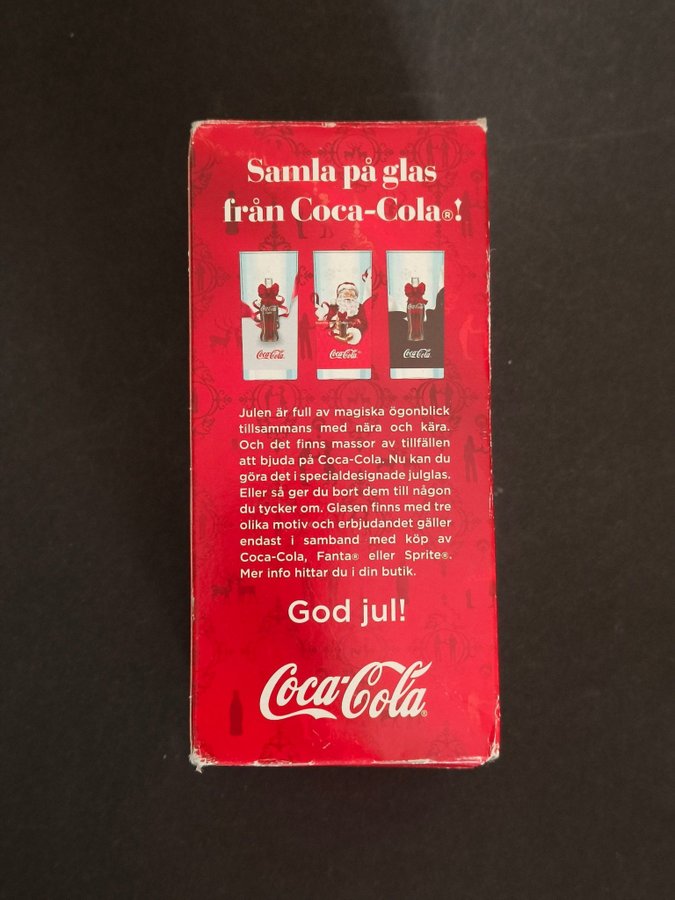 Samla på glas
från Coca-Cola®!
Coca-Cola
Coca-Cola
Coca-Cola
Julen är full av magiska ögonblick
tillsammans med nära och kära.
Och det finns massor av tillfällen
att bjuda på Coca-Cola. Nu kan du
göra det i specialdesignade julglas.
Eller så ger du bort dem till någon
du tycker om. Glasen finns med tre
olika motiv och erbjudandet gäller
endast i samband med köp av
Coca-Cola, Fanta® eller Sprite®.
Mer info hittar du i din butik.
God jul!
Coca-Cola®